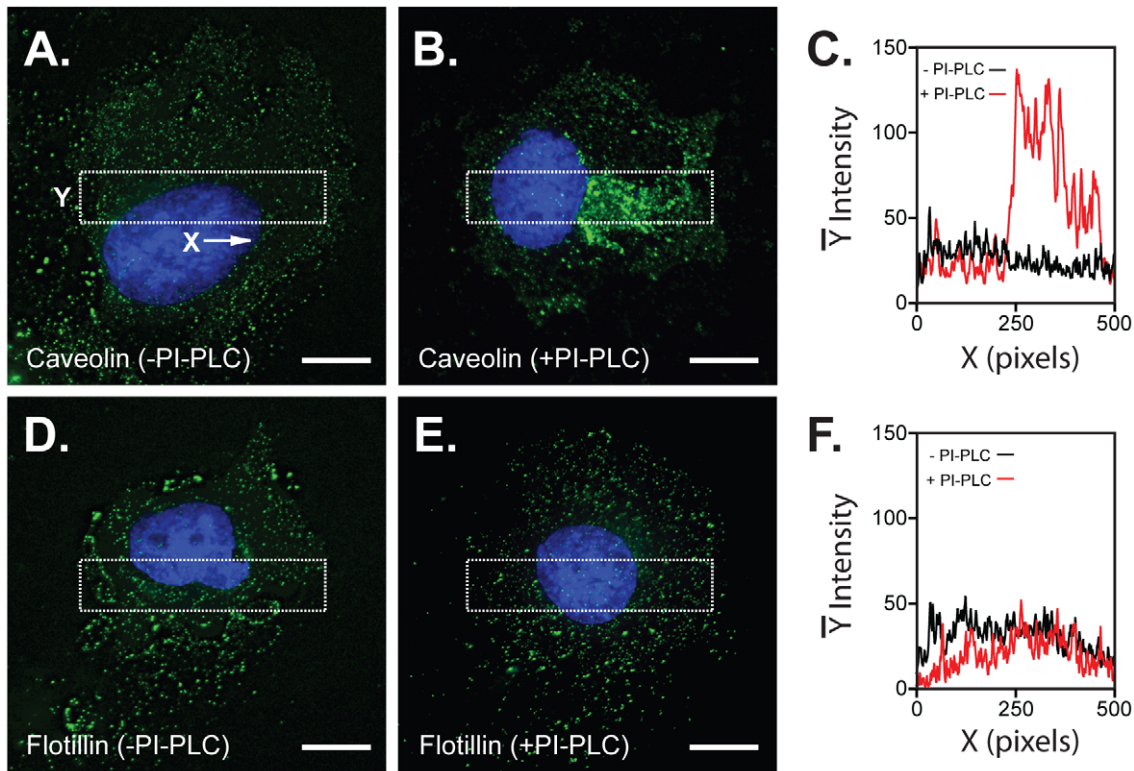 A.
Y
X
Caveolin (-PI-PLC)
B.
Caveolin (+PI-PLC)
C.
150
100
50
0
Y̅ Intensity
- PI-PLC
+ PI-PLC
0
250
500
X (pixels)
D.
Flotillin (-PI-PLC)
E.
Flotillin (+PI-PLC)
F.
150
100
50
0
Y̅ Intensity
- PI-PLC
+ PI-PLC
0
250
500
X (pixels)